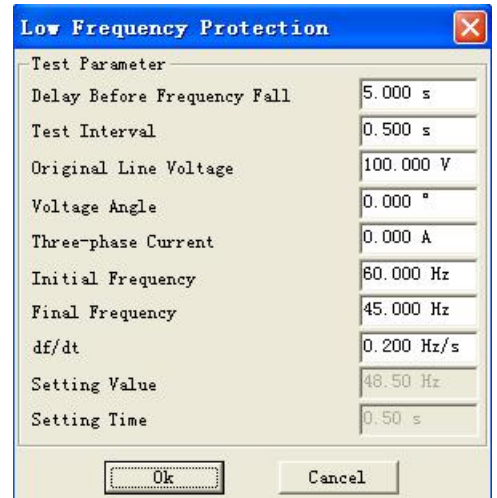 Low Frequency Protection
Test Parameter
Delay Before Frequency Fall 5.000 s
Test Interval 0.500 s
Original Line Voltage 100.000 V
Voltage Angle 0.000 °
Three-phase Current 0.000 A
Initial Frequency 60.000 Hz
Final Frequency 45.000 Hz
df/dt 0.200 Hz/s
Setting Value 48.50 Hz
Setting Time 0.50 s
Ok Cancel